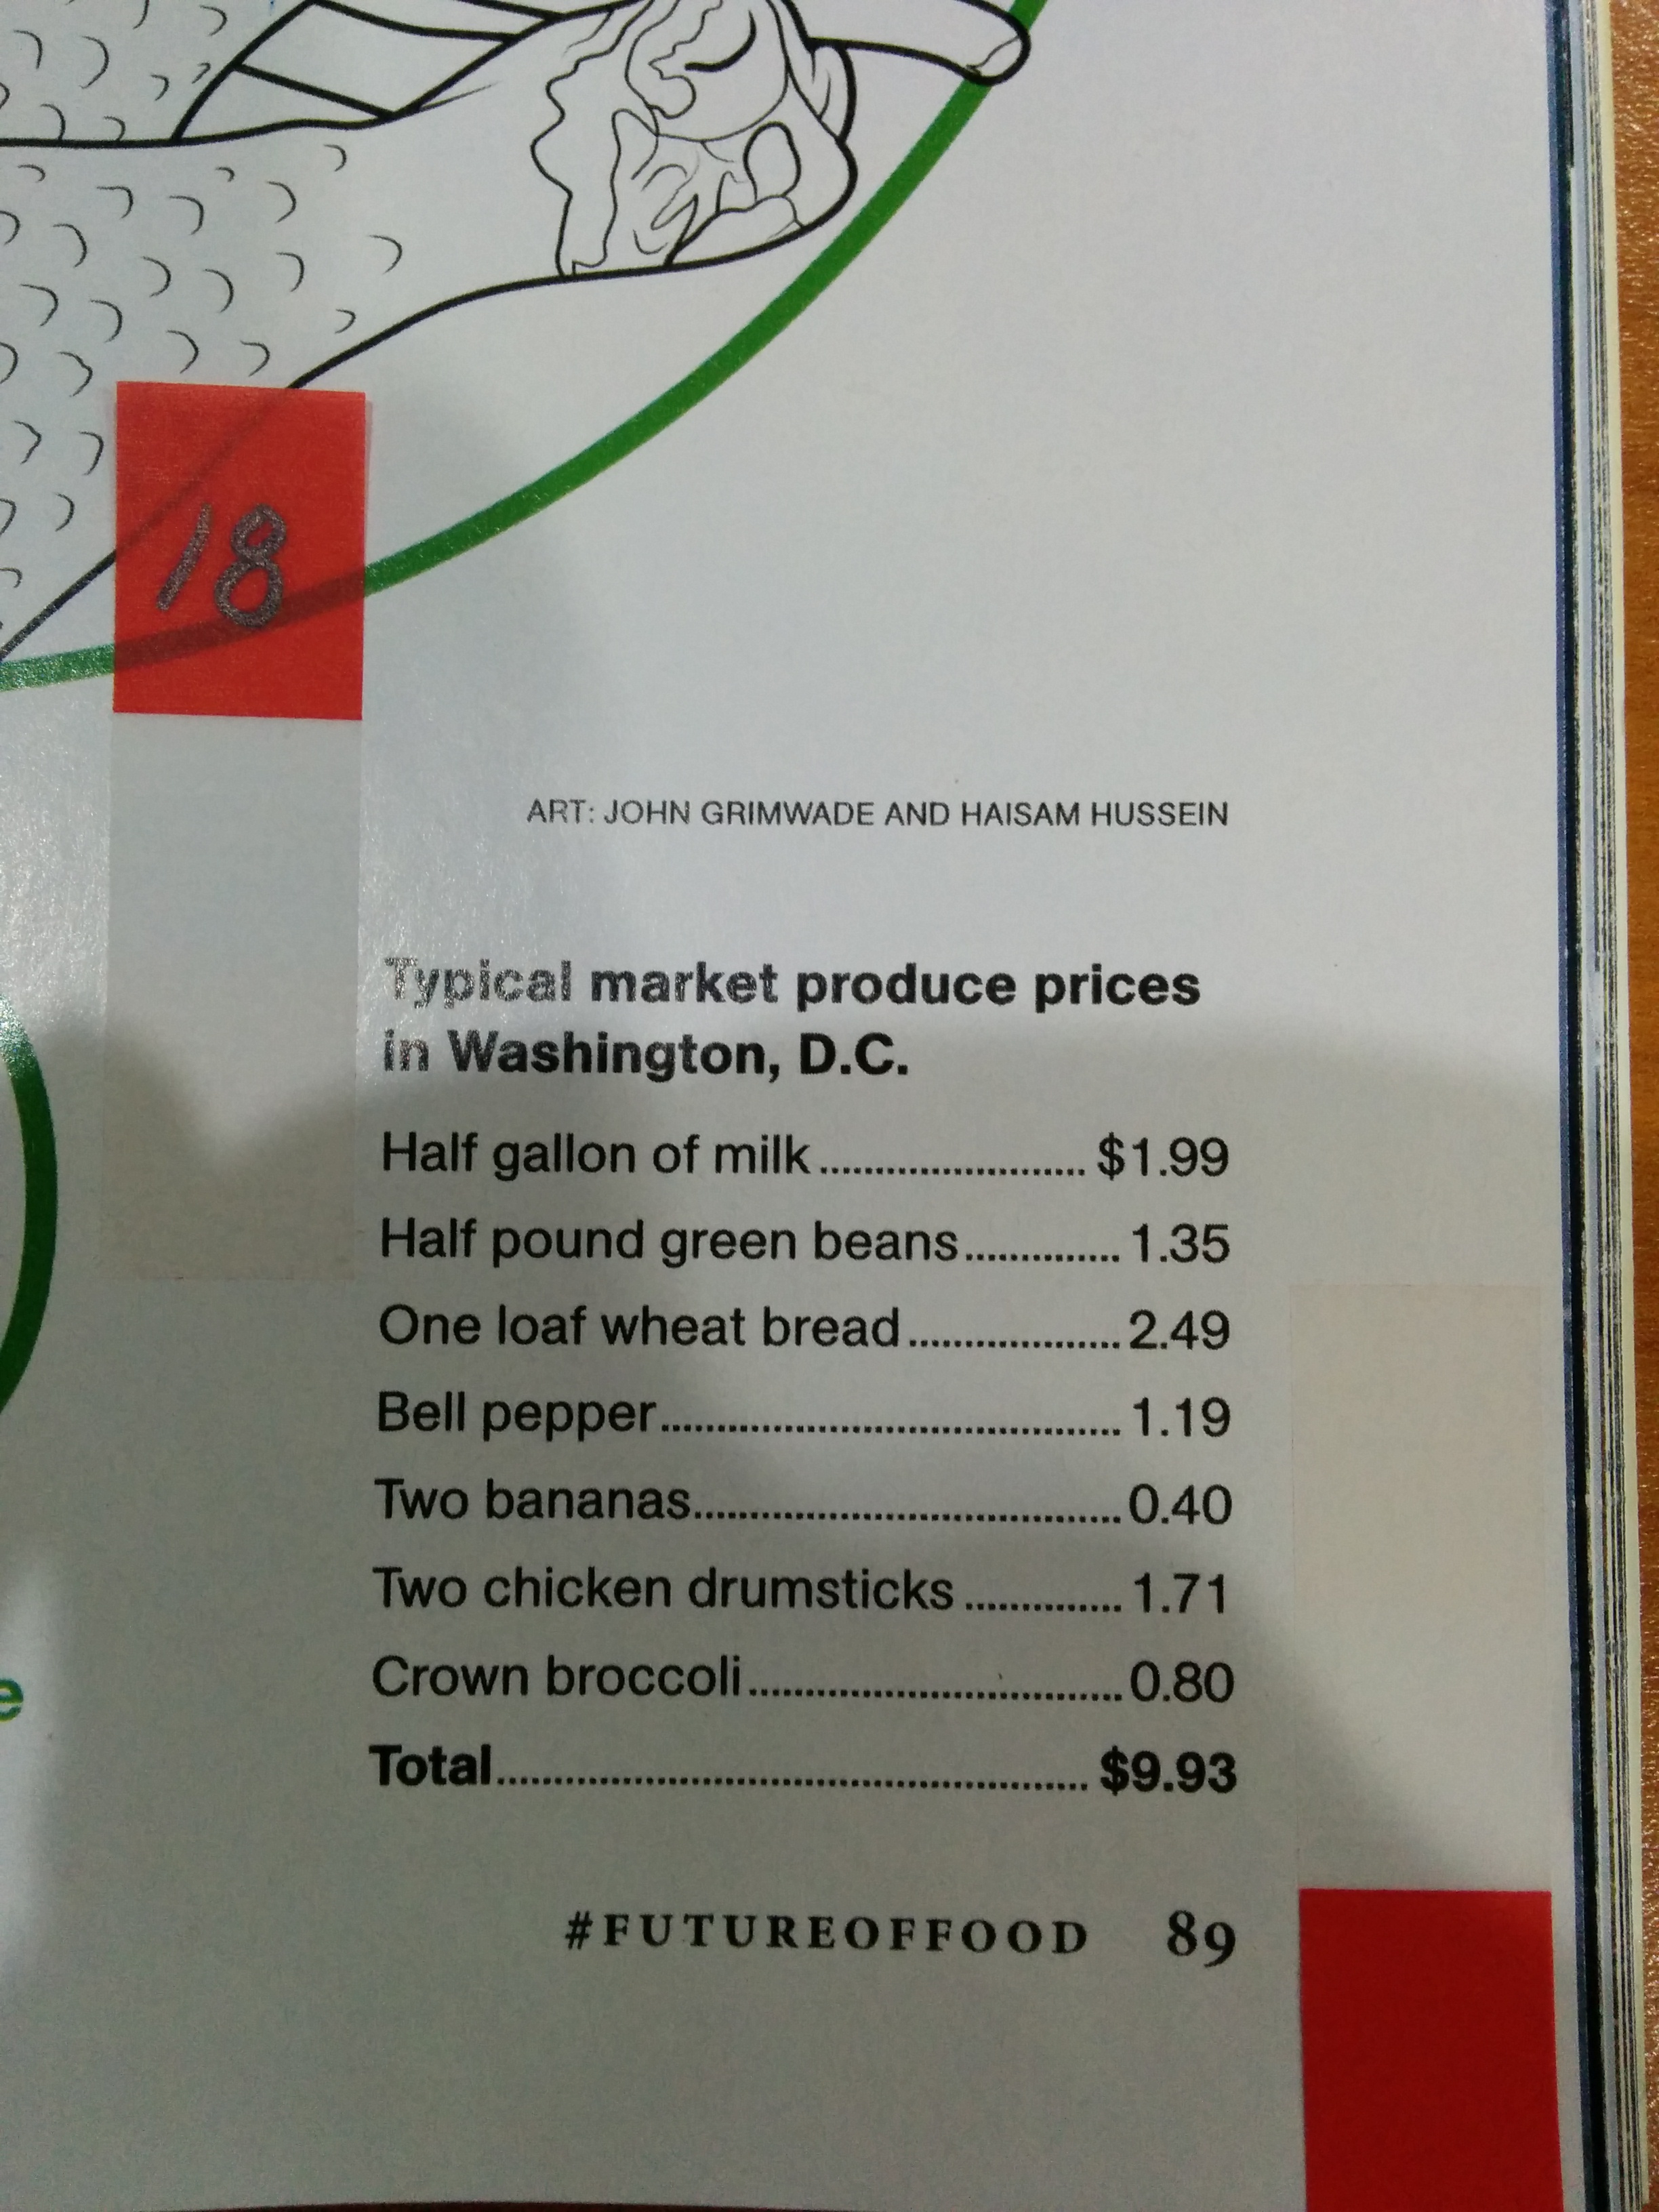 18
ART: JOHN GRIMWADE AND HAISAM HUSSEIN
Typical market produce prices
in Washington, D.C.
Half gallon of milk........................ $1.99
Half pound green beans.............. 1.35
One loaf wheat bread................... 2.49
Bell pepper......................................... 1.19
Two bananas...................................... 0.40
Two chicken drumsticks.............. 1.71
Crown broccoli................................. 0.80
Total..................................................... $9.93
e
#FUTUREOFFOOD 89